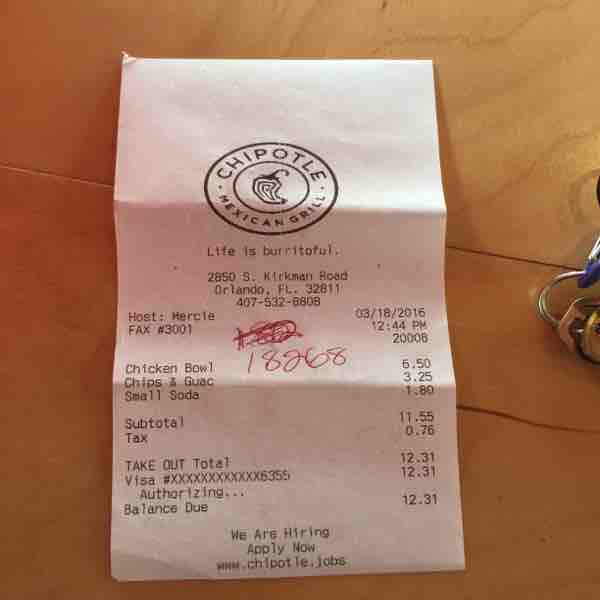 CHIPOTLE
MEXICAN GRILL
Life is burritoful.
2850 S. Kirkman Road
Orlando, FL. 32811
407-532-8808
Host: Mercie 03/18/2016
FAX #3001 12:44 PM
20008
18268
Chicken Bowl 6.50
Chips & Guac 3.25
Small Soda 1.80
Subtotal 11.55
Tax 0.76
TAKE OUT Total 12.31
Visa #XXXXXXXXXXXX6355 12.31
Authorizing...
Balance Due 12.31
We Are Hiring
Apply Now
www.chipotle.jobs